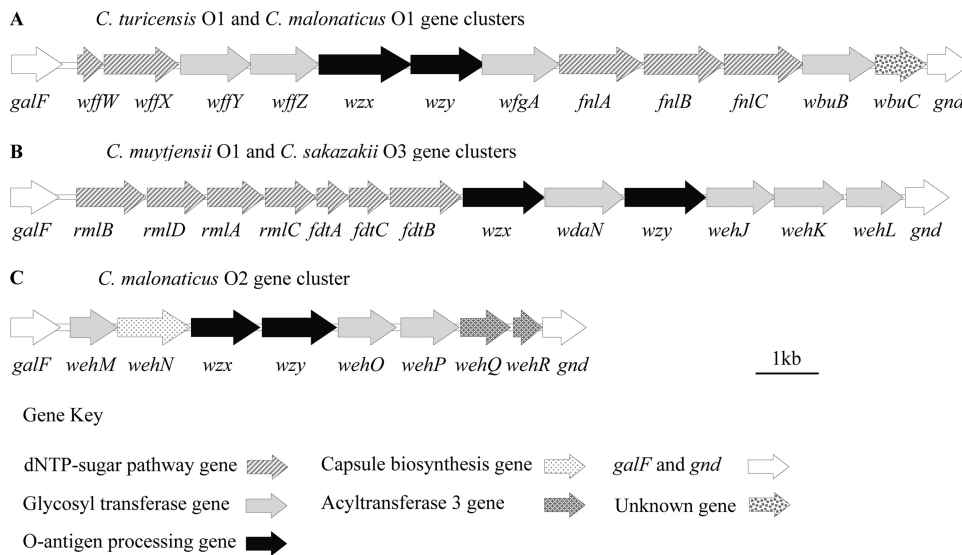 A C. turicensis O1 and C. malonaticus O1 gene clusters
galF wffW wffX wffY wffZ wzx wzy wfgA fnlA fnlB fnlC wbuB wbuC gnd
B C. muytjensii O1 and C. sakazakii O3 gene clusters
galF rmlB rmlD rmlA rmlC fdtA fdtC fdtB wzx wdaN wzy wehJ wehK wehL gnd
C C. malonaticus O2 gene cluster
galF wehM wehN wzx wzy wehO wehP wehQ wehR gnd
1kb
Gene Key
dNTP-sugar pathway gene Capsule biosynthesis gene galF and gnd
Glycosyl transferase gene Acyltransferase 3 gene Unknown gene
O-antigen processing gene